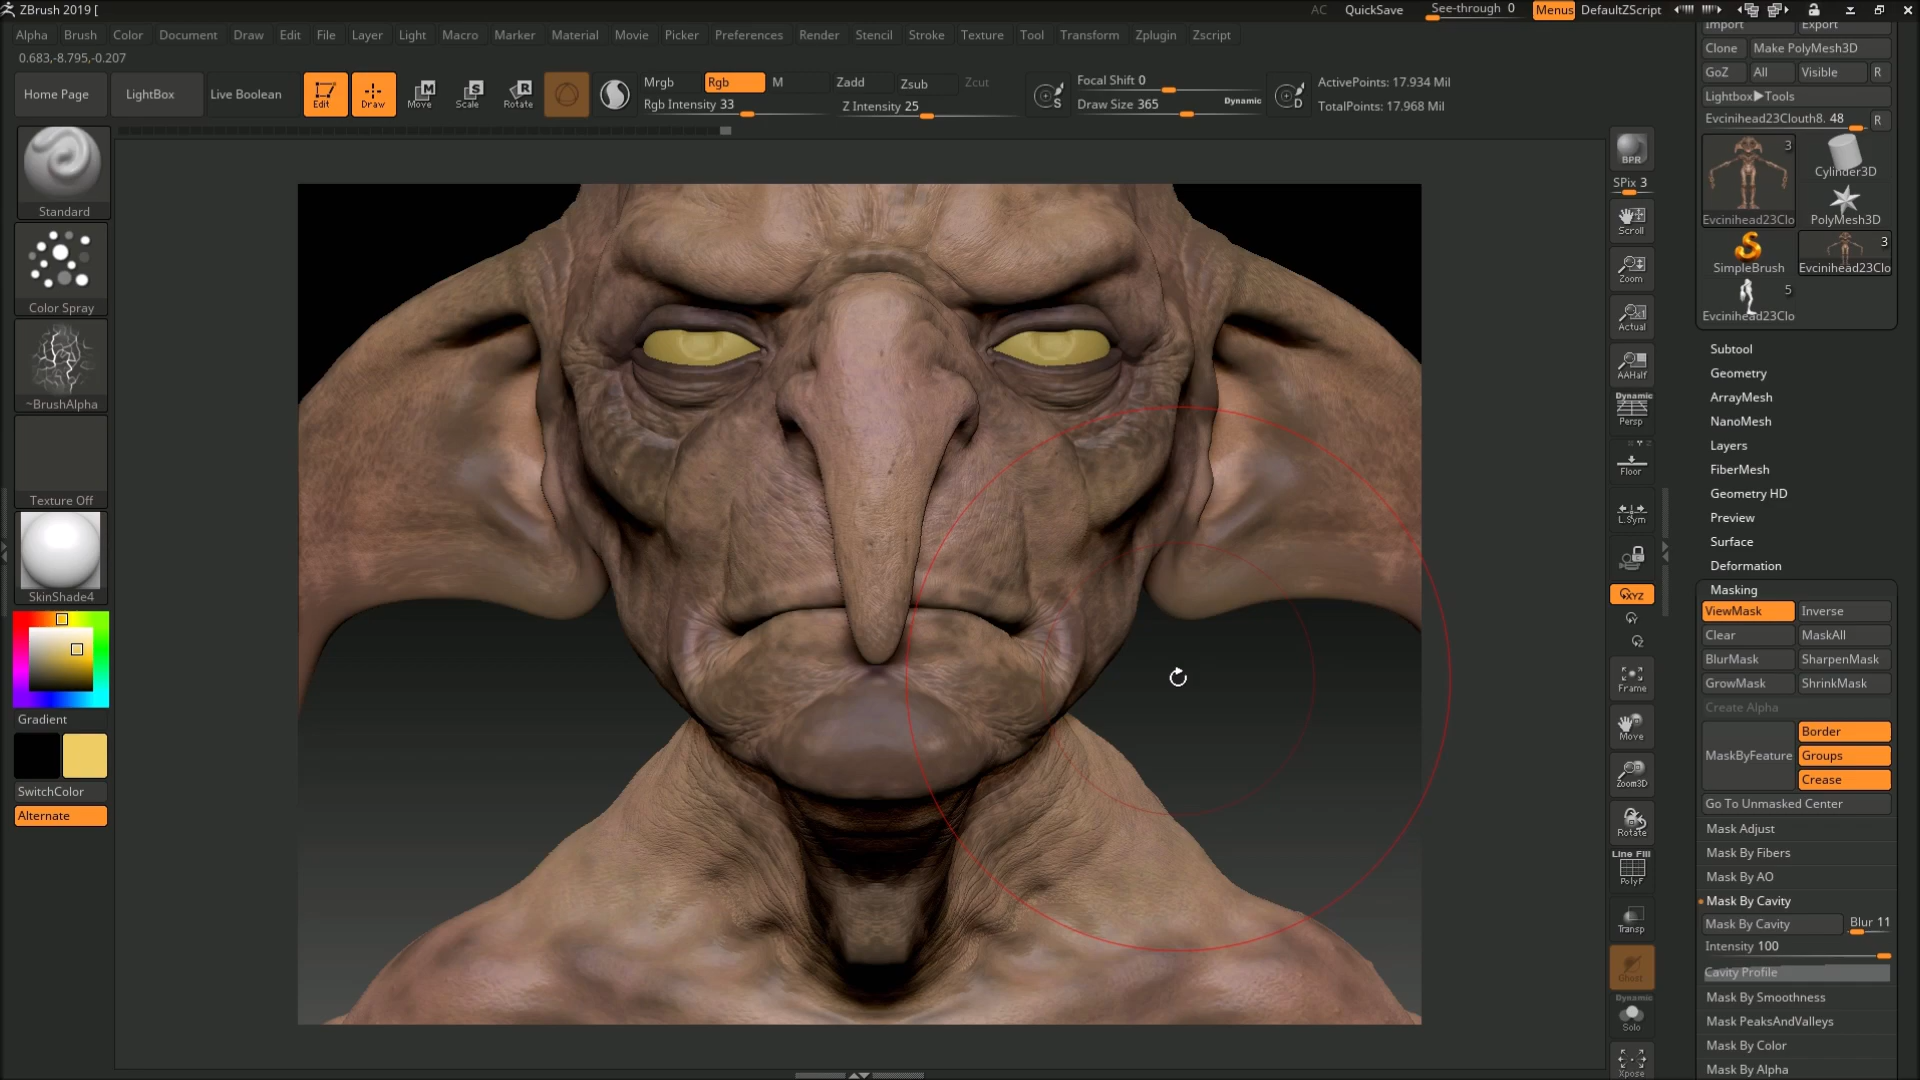 ZBrush 2019 [
AC QuickSave See-through 0 Menus DefaultZScript
Alpha Brush Color Document Draw Edit File Layer Light Macro Marker Material Movie Picker Preferences Render Stencil Stroke Texture Tool Transform Zplugin Zscript
0.683,-8.795,-0.207
Home Page LightBox Live Boolean Edit Draw Move Scale Rotate
Mrgb Rgb M Zadd Zsub Zcut
Rgb Intensity 33 Z Intensity 25
Focal Shift 0
Draw Size 365 Dynamic
ActivePoints: 17.934 Mil
TotalPoints: 17.968 Mil
Standard
Color Spray
~BrushAlpha
Texture Off
SkinShade4
Gradient
SwitchColor
Alternate
BPR
SPix 3
Scroll
Zoom
Actual
AAHalf
Dynamic
Persp
Floor
L.Sym
XYZ
Frame
Move
Zoom3D
Rotate
Line Fill
PolyF
Transp
Ghost
Dynamic
Solo
Xpose
Import Export
Clone Make PolyMesh3D
GoZ All Visible R
Lightbox▶Tools
Evcinihead23Clouth8. 48 R
3
Cylinder3D
Evcinihead23Clo PolyMesh3D
3
SimpleBrush Evcinihead23Clo
5
Evcinihead23Clo
Subtool
Geometry
ArrayMesh
NanoMesh
Layers
FiberMesh
Geometry HD
Preview
Surface
Deformation
Masking
ViewMask Inverse
Clear MaskAll
BlurMask SharpenMask
GrowMask ShrinkMask
Create Alpha
MaskByFeature
Border
Groups
Crease
Go To Unmasked Center
Mask Adjust
Mask By Fibers
Mask By AO
Mask By Cavity
Mask By Cavity Blur 11
Intensity 100
Cavity Profile
Mask By Smoothness
Mask PeaksAndValleys
Mask By Color
Mask By Alpha